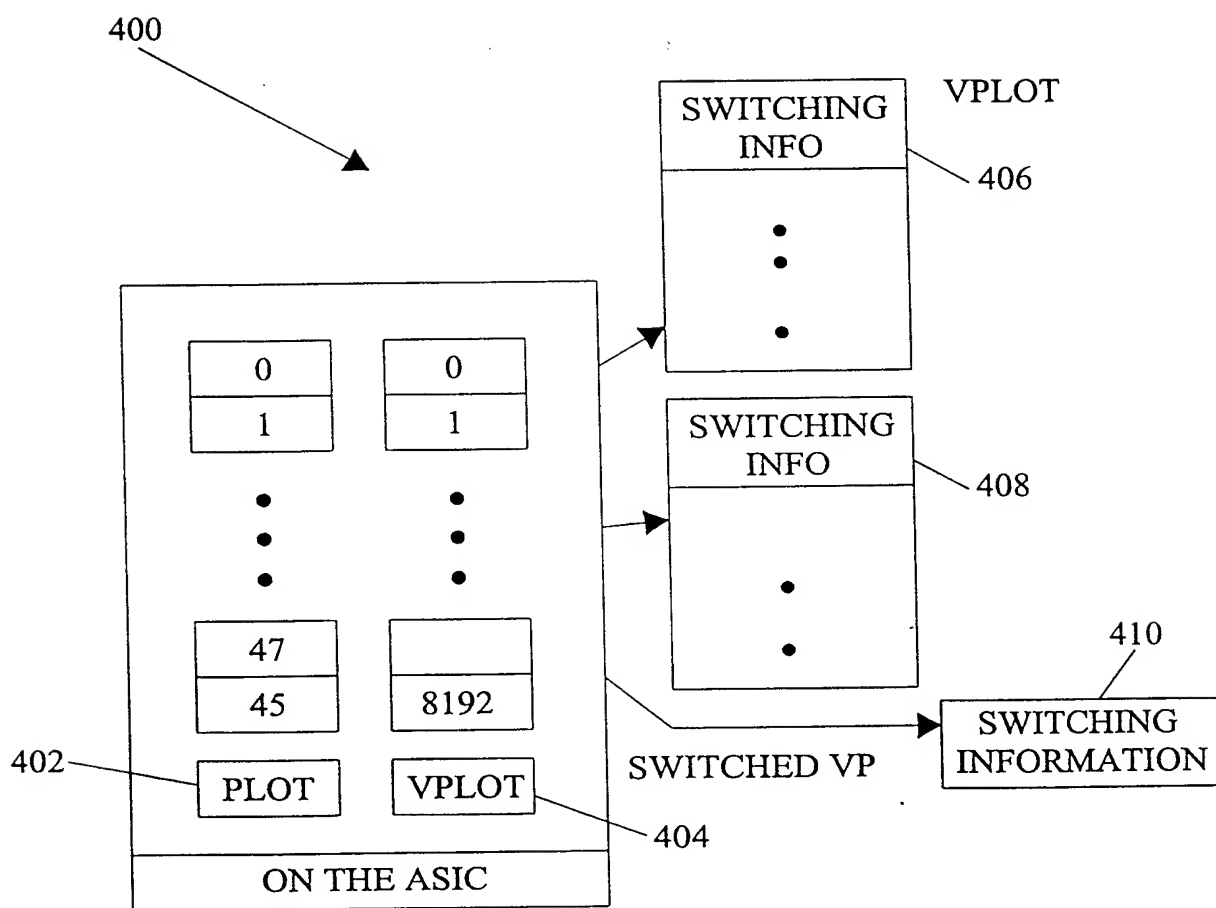 400
SWITCHING
INFO
VPLOT
406
0
1
0
1
SWITCHING
INFO
408
47
45
8192
410
SWITCHING
INFORMATION
SWITCHED VP
402
PLOT
VPLOT
404
ON THE ASIC